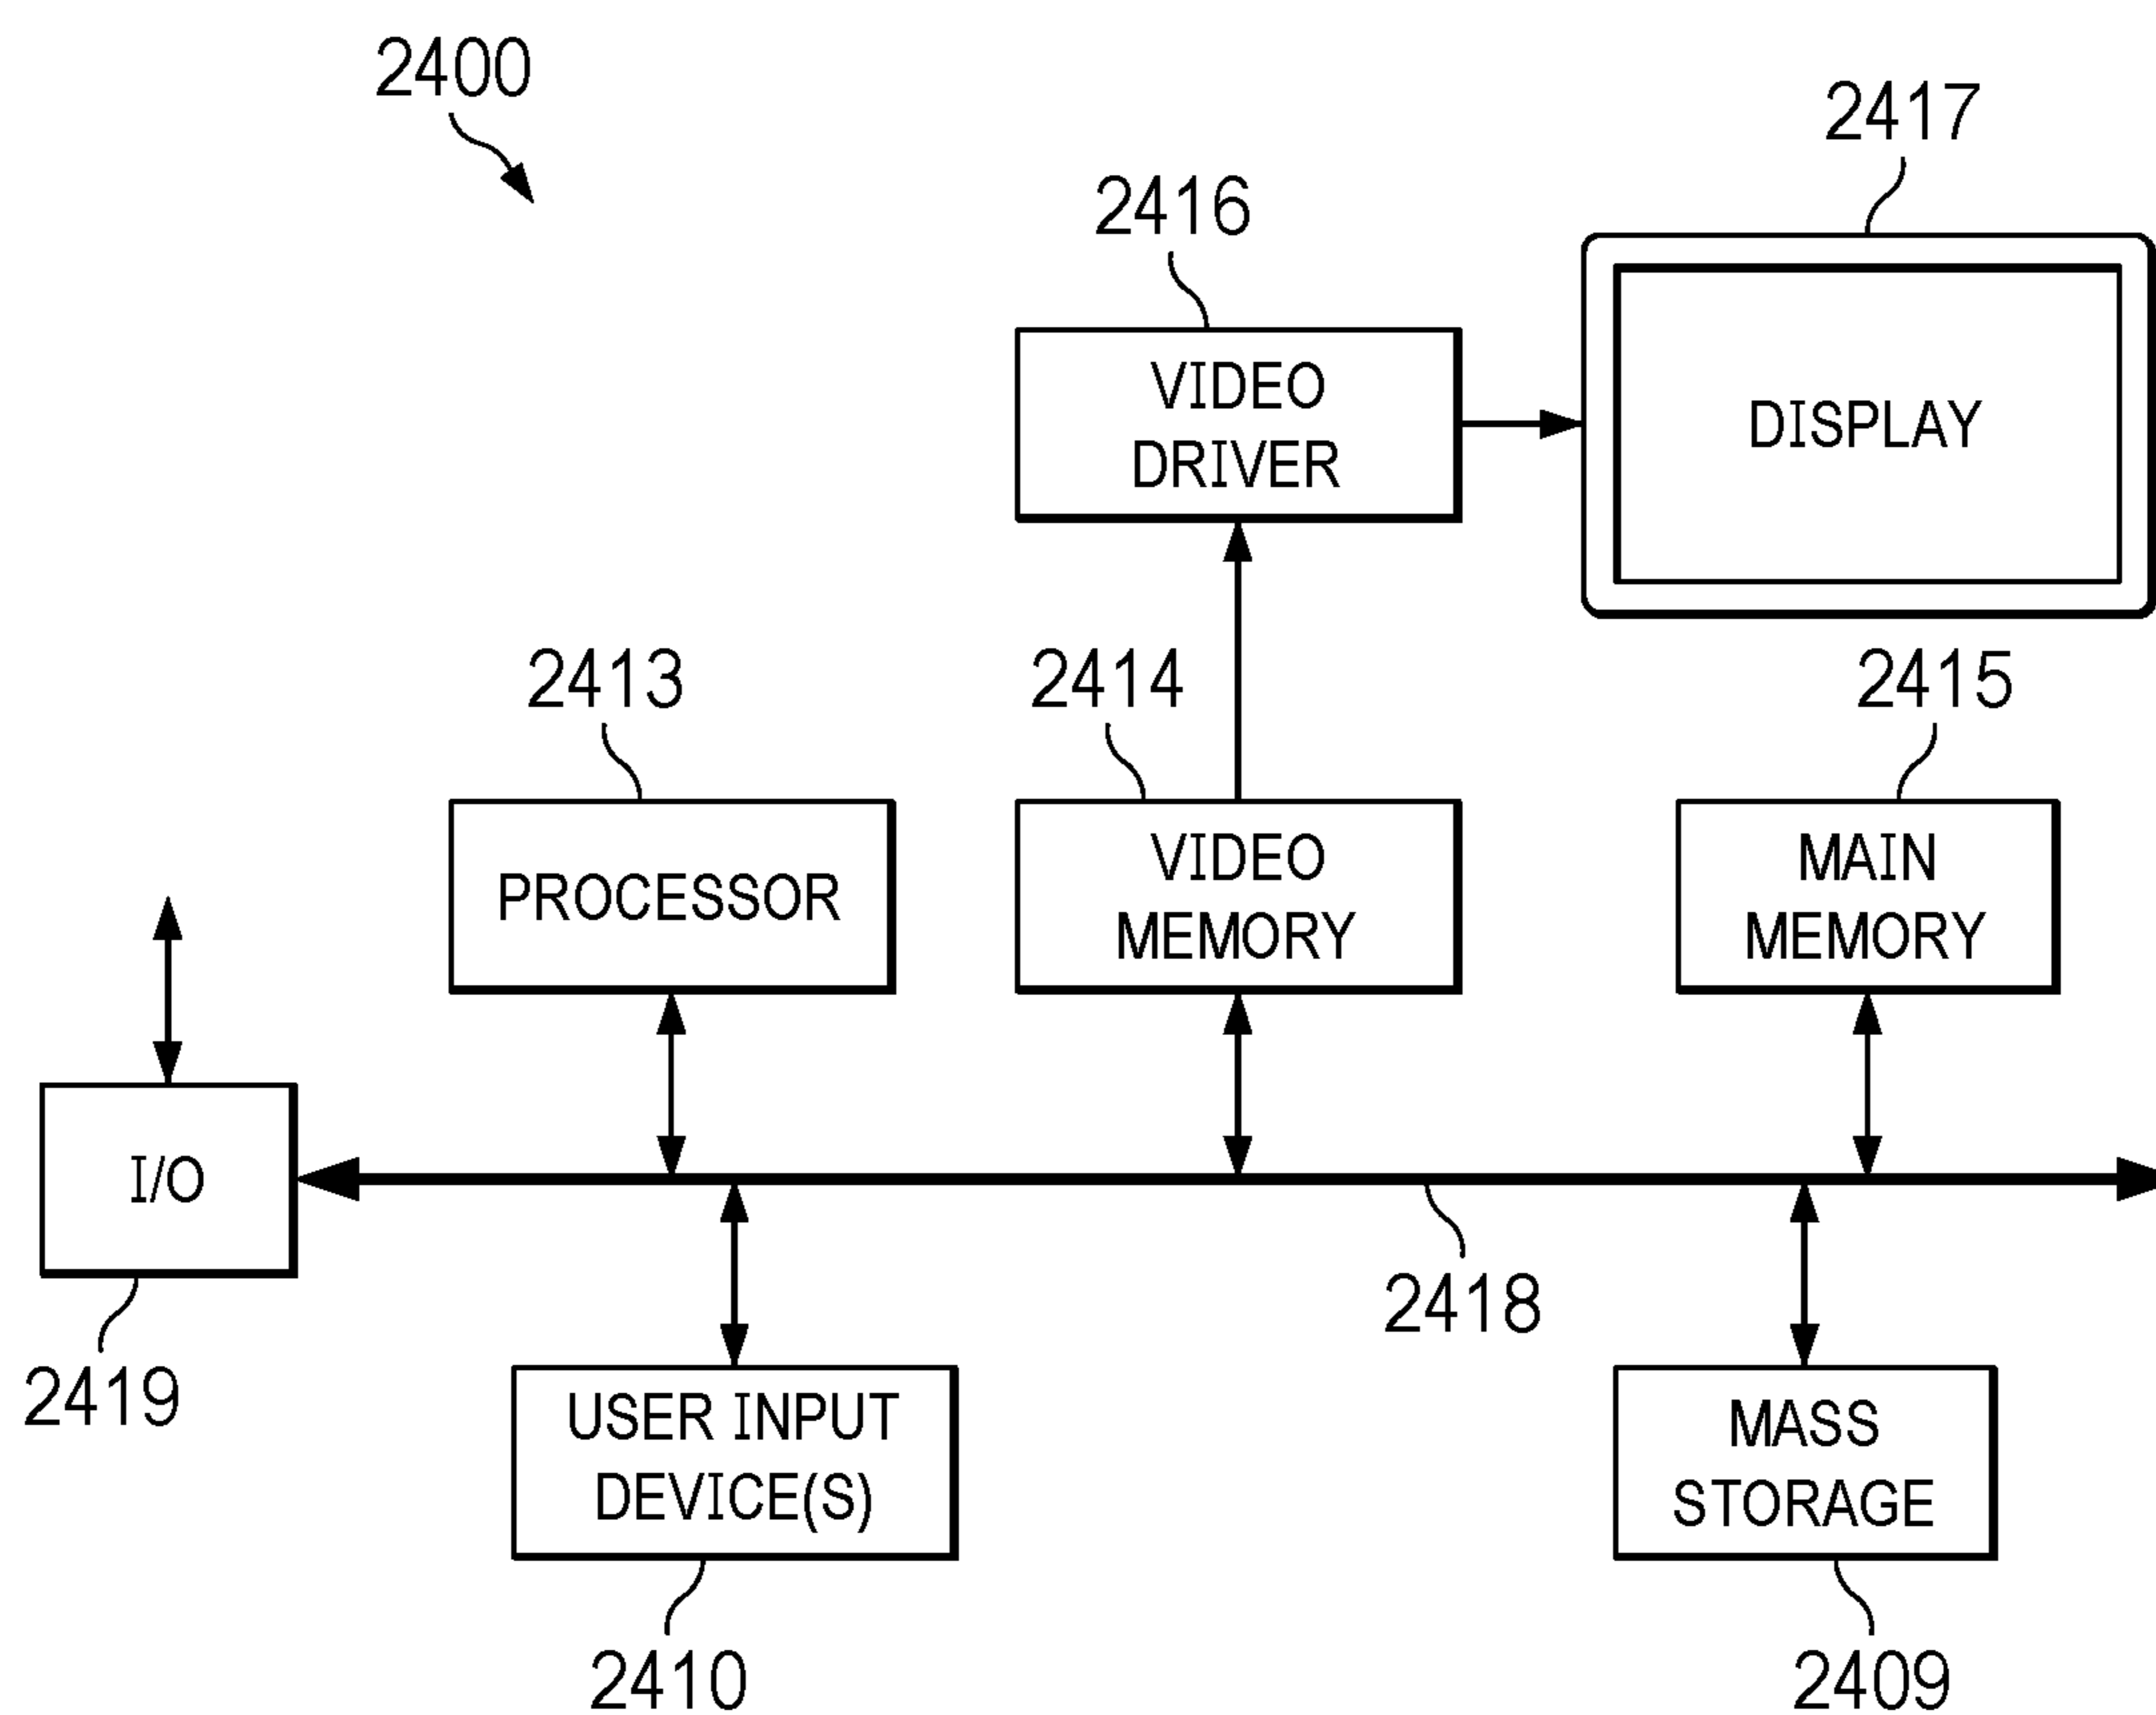 2400
2417
2416
VIDEO
DRIVER
DISPLAY
2413
2414
2415
PROCESSOR
VIDEO
MEMORY
MAIN
MEMORY
I/O
2418
2419
USER INPUT
DEVICE(S)
MASS
STORAGE
2410
2409